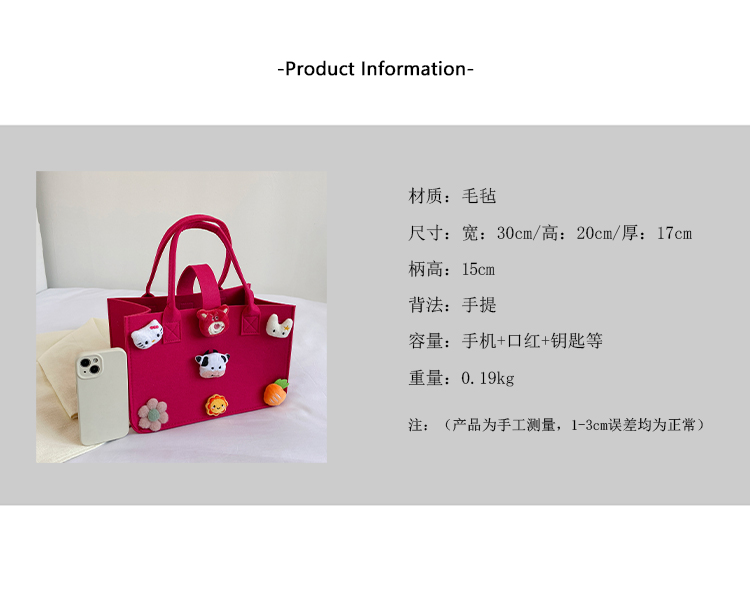 -Product Information-
材质：毛毡
尺寸：宽：30cm/高：20cm/厚：17cm
柄高：15cm
背法：手提
容量：手机+口红+钥匙等
重量：0.19kg
注：（产品为手工测量，1-3cm误差均为正常）